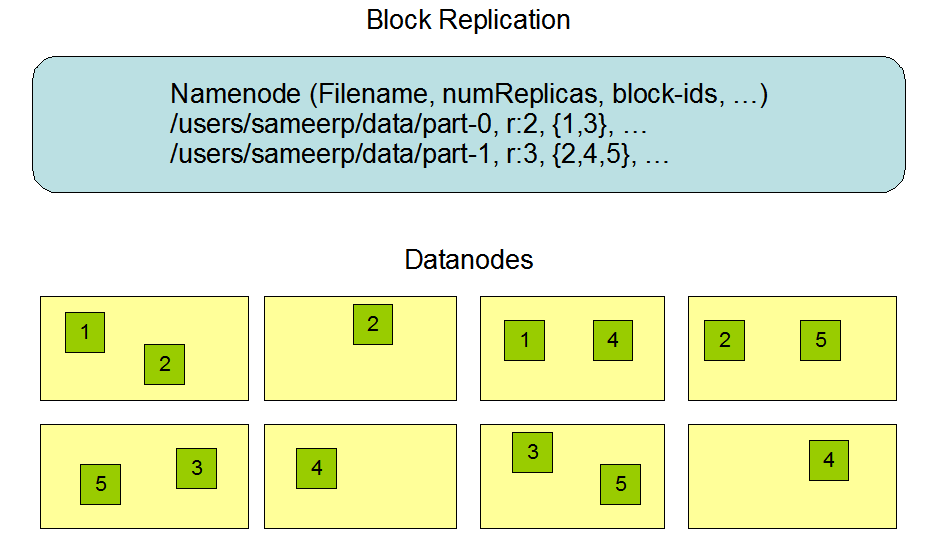 Block Replication
Namenode (Filename, numReplicas, block-ids, …)
/users/sameerp/data/part-0, r:2, {1,3}, …
/users/sameerp/data/part-1, r:3, {2,4,5}, …
Datanodes
1
2
2
1
4
2
5
5
3
4
3
5
4